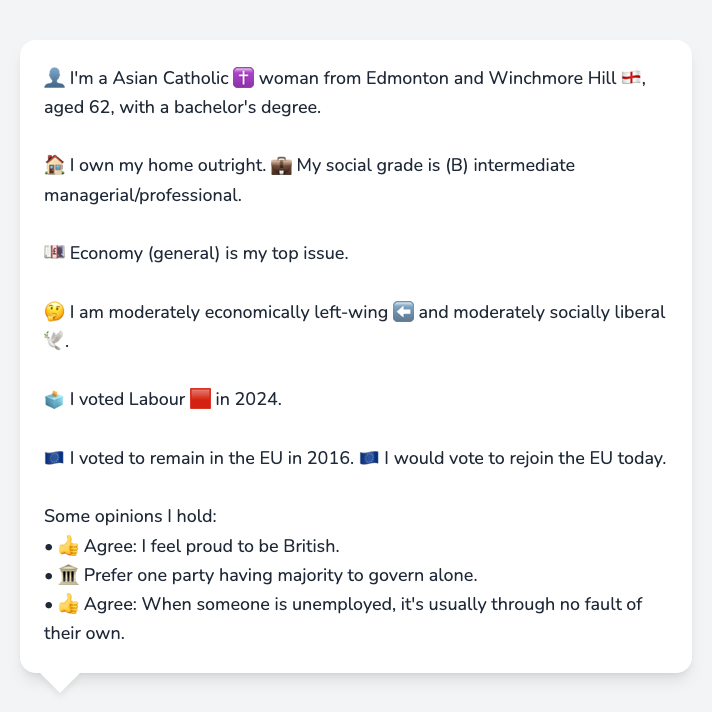 👤 I'm a Asian Catholic ✝️ woman from Edmonton and Winchmore Hill 🏴󠁧󠁢󠁥󠁮󠁧󠁿,
aged 62, with a bachelor's degree.
🏠 I own my home outright. 💼 My social grade is (B) intermediate
managerial/professional.
💷 Economy (general) is my top issue.
🤔 I am moderately economically left-wing ⬅️ and moderately socially liberal
🕊️.
🗳️ I voted Labour 🟥 in 2024.
🇪🇺 I voted to remain in the EU in 2016. 🇪🇺 I would vote to rejoin the EU today.
Some opinions I hold:
• 👍 Agree: I feel proud to be British.
• 🏛️ Prefer one party having majority to govern alone.
• 👍 Agree: When someone is unemployed, it's usually through no fault of
their own.